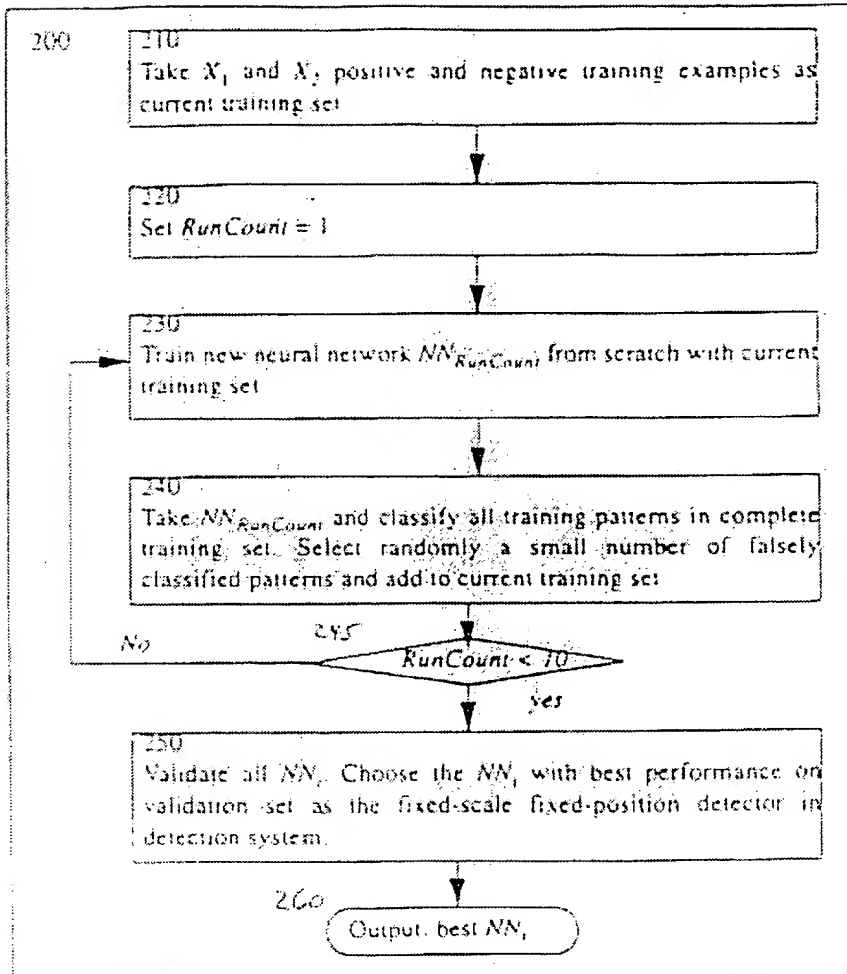 200
210
Take X₁ and X₂ positive and negative training examples as
current training set
220
Set RunCount = 1
230
Train new neural network NN_RunCount from scratch with current
training set
240
Take NN_RunCount and classify all training patterns in complete
training set. Select randomly a small number of falsely
classified patterns and add to current training set
245
No
RunCount < 10
yes
250
Validate all NNᵢ. Choose the NNᵢ with best performance on
validation set as the fixed-scale fixed-position detector in
detection system.
260
Output: best NNᵢ